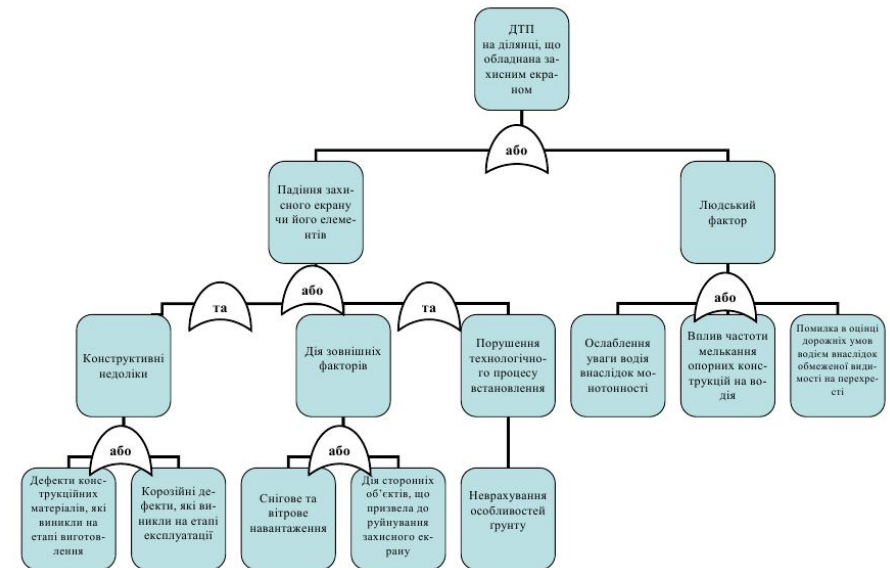 ДТП
на ділянці, що
обладнана за-
хисним екра-
ном
або
Падіння захи-
сного екрану
чи його елеме-
нтів
Людський
фактор
та
або
та
або
Конструктивні
недоліки
Дія зовнішніх
факторів
Порушення
технологічно-
го процесу
встановлення
Ослаблення
уваги водія
внаслідок мо-
нотонності
Вплив частоти
мелькання
опорних конс-
трукцій на во-
дія
Помилка в оцінці
дорожніх умов
водієм внаслідок
обмеженої види-
мості на перехре-
сті
або
або
Дефекти конс-
трукційних
матеріалів, які
виникли на
етапі виготов-
лення
Корозійні де-
фекти, які ви-
никли на етапі
експлуатації
Снігове та
вітрове
навантаження
Дія сторонніх
об’єктів, що
призвела до
руйнування
захисного ек-
рану
Неврахування
особливостей
ґрунту